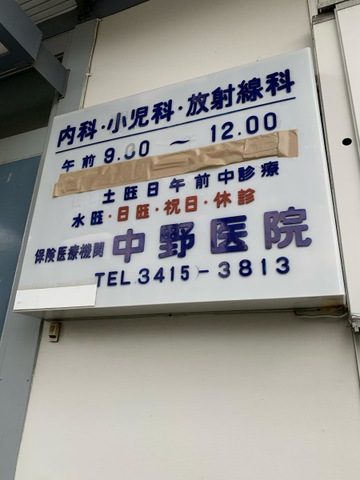 内科・小児科・放射線科
午前 9.00 ～ 12.00
土曜日午前中診療
水曜・日曜・祝日・休診
保険医療機関 中野医院
TEL 3415-3813